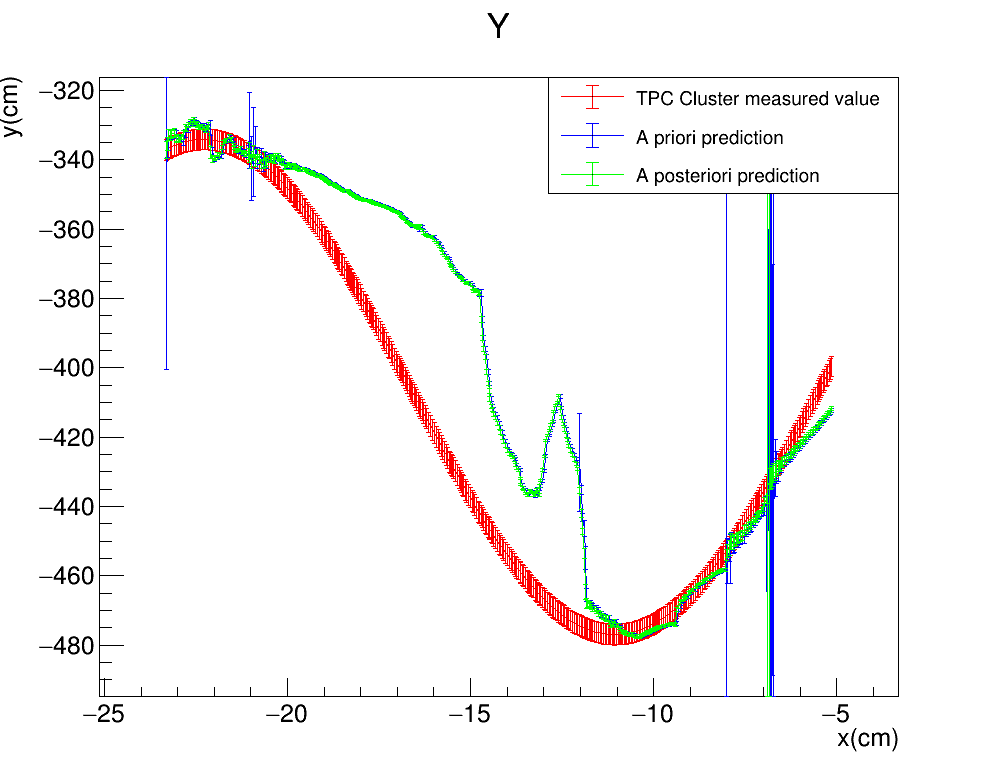 Y
y(cm)
TPC Cluster measured value
A priori prediction
A posteriori prediction
−320
−340
−360
−380
−400
−420
−440
−460
−480
−25 −20 −15 −10 −5
x(cm)